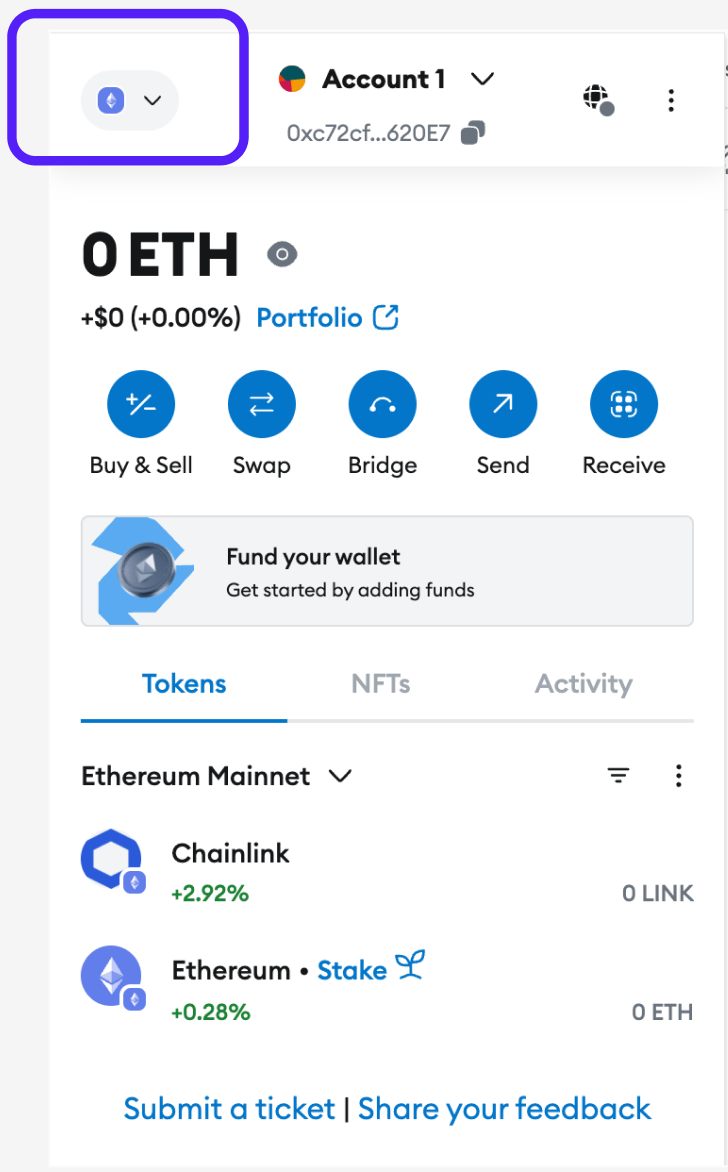 Account 1
0xc72cf...620E7
0 ETH
+$0 (+0.00%) Portfolio
Buy & Sell Swap Bridge Send Receive
Fund your wallet
Get started by adding funds
Tokens NFTs Activity
Ethereum Mainnet
Chainlink
+2.92% 0 LINK
Ethereum • Stake
+0.28% 0 ETH
Submit a ticket | Share your feedback